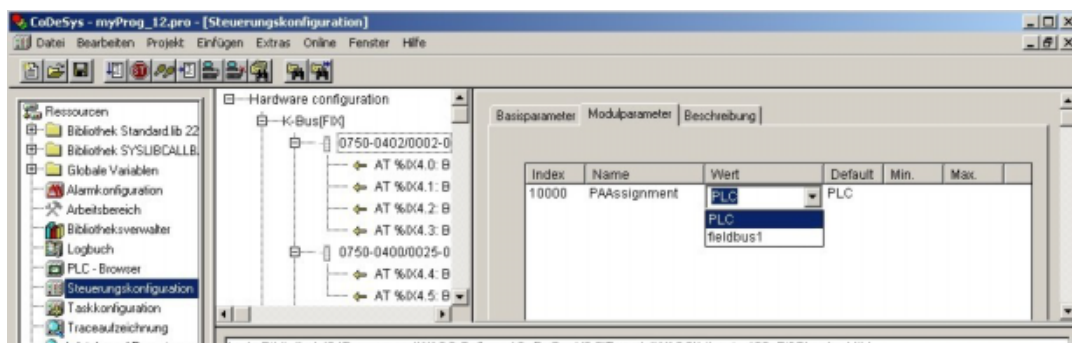 CoDeSys - myProg_12.pro - [Steuerungskonfiguration]
Datei Bearbeiten Projekt Einfügen Extras Online Fenster Hilfe
Ressourcen
Bibliothek Standard.lib 22
Bibliothek SYSLIBCALLB.
Globale Variablen
Alarmkonfiguration
Arbeitsbereich
Bibliotheksverwalter
Logbuch
PLC - Browser
Steuerungskonfiguration
Taskkonfiguration
Traceaufzeichnung
Hardware configuration
K-Bus[FIX]
0750-0402/0002-0
AT %IX4.0: B
AT %IX4.1: B
AT %IX4.2: B
AT %IX4.3: B
0750-0400/0025-0
AT %IX4.4: B
AT %IX4.5: B
Basisparameter Modulparameter Beschreibung
Index Name Wert Default Min. Max.
10000 PAAssignment PLC PLC
PLC
fieldbus1